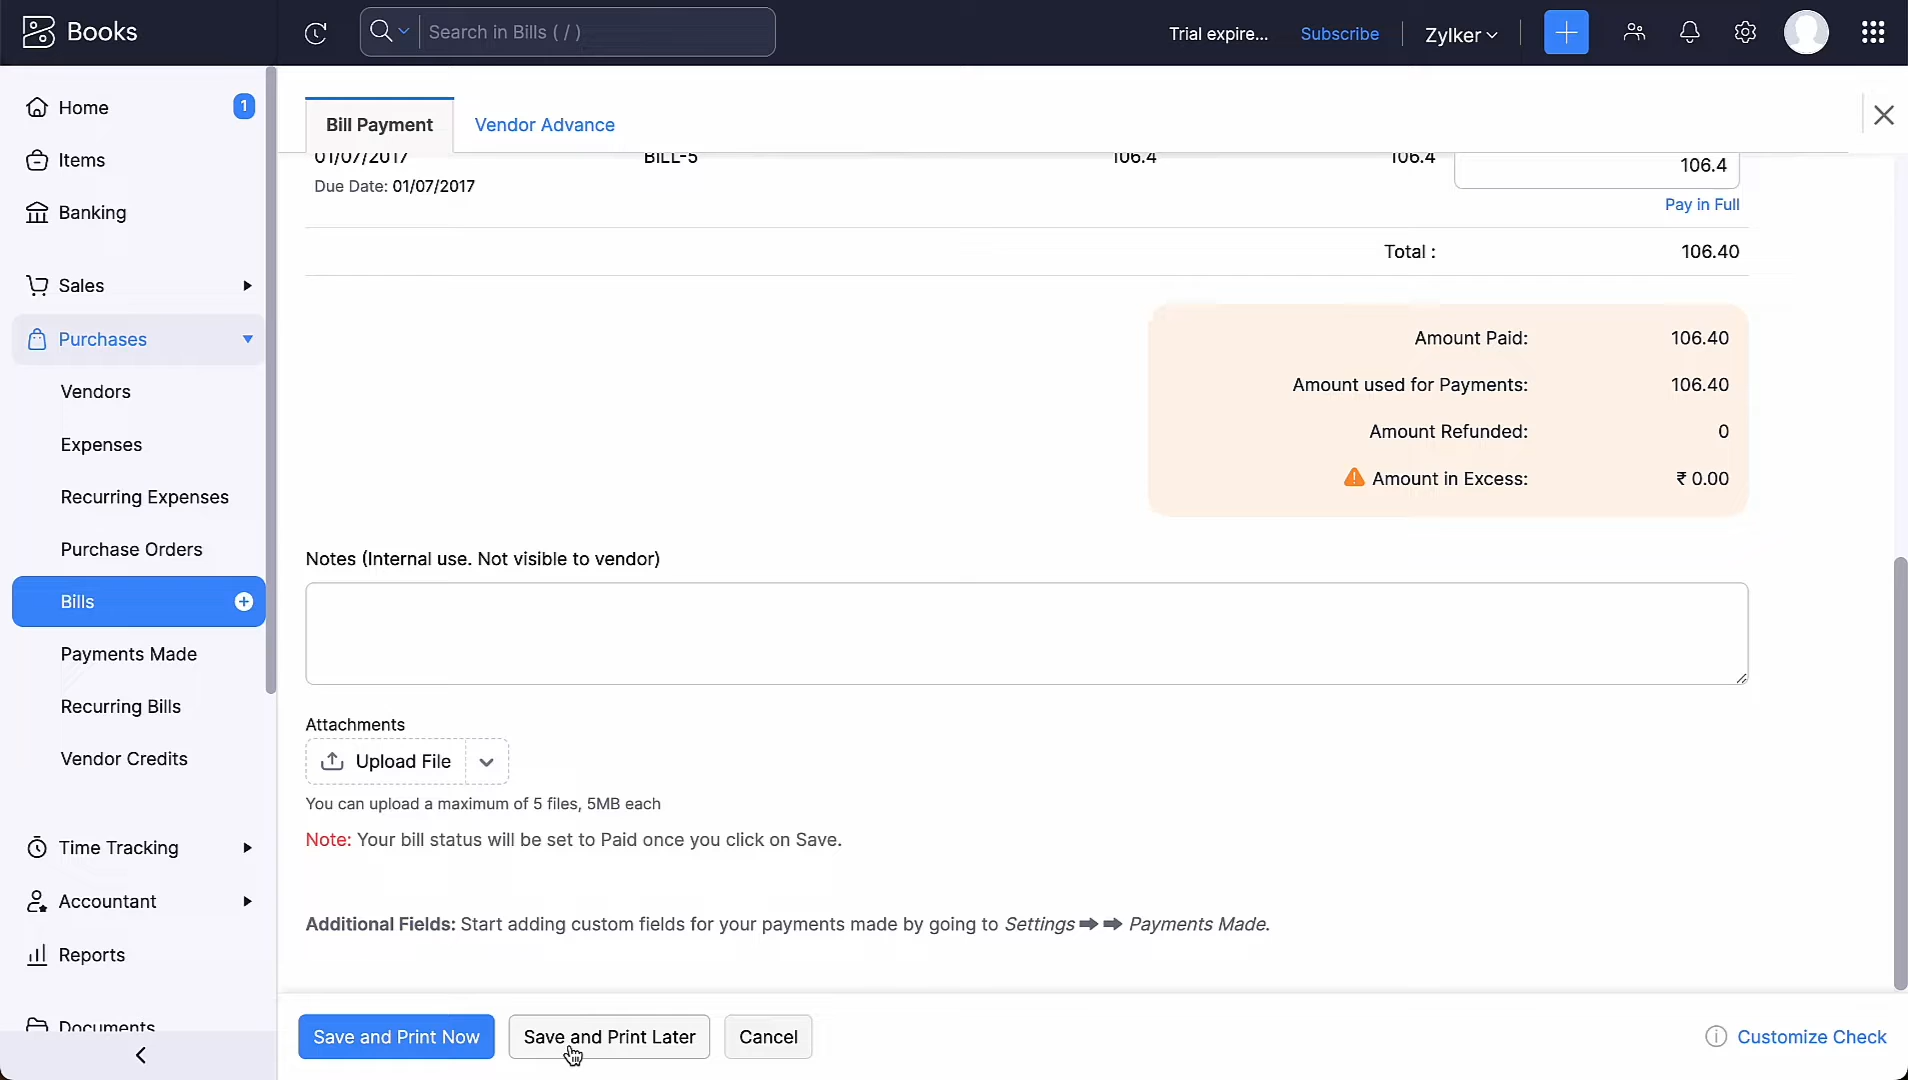 Books
Search in Bills ( / )
Trial expire...
Subscribe
Zylker
Home
1
Items
Banking
Sales
Purchases
Vendors
Expenses
Recurring Expenses
Purchase Orders
Bills
Payments Made
Recurring Bills
Vendor Credits
Time Tracking
Accountant
Reports
Documents
Bill Payment
Vendor Advance
01/07/2017 BILL-5 106.4 106.4 106.4
Due Date: 01/07/2017
Pay in Full
Total : 106.40
Amount Paid: 106.40
Amount used for Payments: 106.40
Amount Refunded: 0
Amount in Excess: ₹ 0.00
Notes (Internal use. Not visible to vendor)
Attachments
Upload File
You can upload a maximum of 5 files, 5MB each
Note: Your bill status will be set to Paid once you click on Save.
Additional Fields: Start adding custom fields for your payments made by going to Settings ➡ ➡ Payments Made.
Save and Print Now
Save and Print Later
Cancel
Customize Check